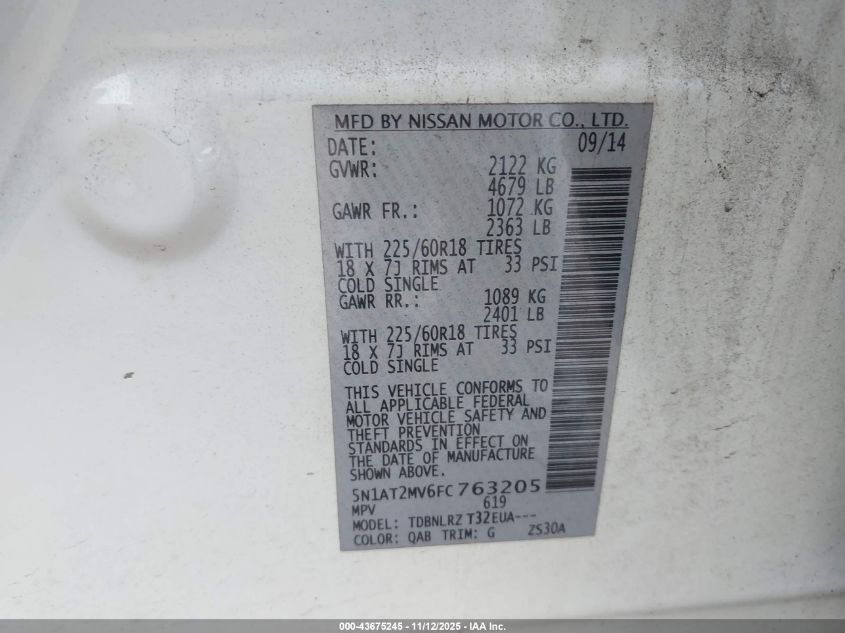 MFD BY NISSAN MOTOR CO., LTD.
DATE: 09/14
GVWR: 2122 KG
4679 LB
GAWR FR.: 1072 KG
2363 LB
WITH 225/60R18 TIRES
18 X 7J RIMS AT 33 PSI
COLD SINGLE
GAWR RR.: 1089 KG
2401 LB
WITH 225/60R18 TIRES
18 X 7J RIMS AT 33 PSI
COLD SINGLE
THIS VEHICLE CONFORMS TO
ALL APPLICABLE FEDERAL
MOTOR VEHICLE SAFETY AND
THEFT PREVENTION
STANDARDS IN EFFECT ON
THE DATE OF MANUFACTURE
SHOWN ABOVE.
5N1AT2MV6FC763205
MPV 619
MODEL: TDBNLRZ T32EUA---
COLOR: QAB TRIM: G ZS30A
000-43675245 - 11/12/2025 - IAA Inc.